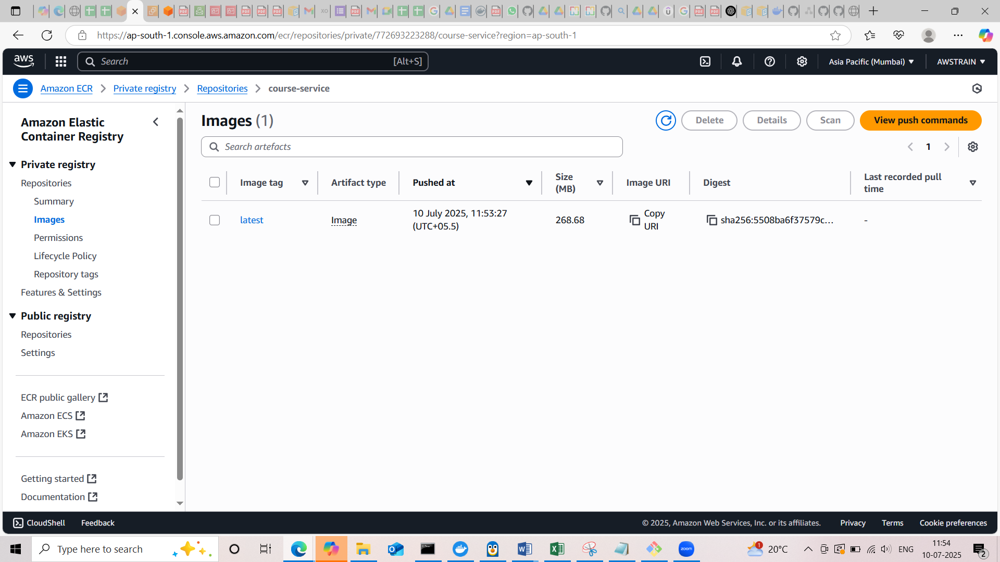 https://ap-south-1.console.aws.amazon.com/ecr/repositories/private/772693223288/course-service?region=ap-south-1
aws
Search
[Alt+S]
Asia Pacific (Mumbai)
AWSTRAIN
Amazon ECR
Private registry
Repositories
course-service
Amazon Elastic
Container Registry
Private registry
Repositories
Summary
Images
Permissions
Lifecycle Policy
Repository tags
Features & Settings
Public registry
Repositories
Settings
ECR public gallery
Amazon ECS
Amazon EKS
Getting started
Documentation
Images (1)
Delete
Details
Scan
View push commands
Search artefacts
1
Image tag
Artifact type
Pushed at
Size
(MB)
Image URI
Digest
Last recorded pull
time
latest
Image
10 July 2025, 11:53:27
(UTC+05.5)
268.68
Copy
URI
sha256:5508ba6f37579c...
-
CloudShell
Feedback
© 2025, Amazon Web Services, Inc. or its affiliates.
Privacy
Terms
Cookie preferences
Type here to search
zoom
1
20°C
ENG
11:54
10-07-2025
2